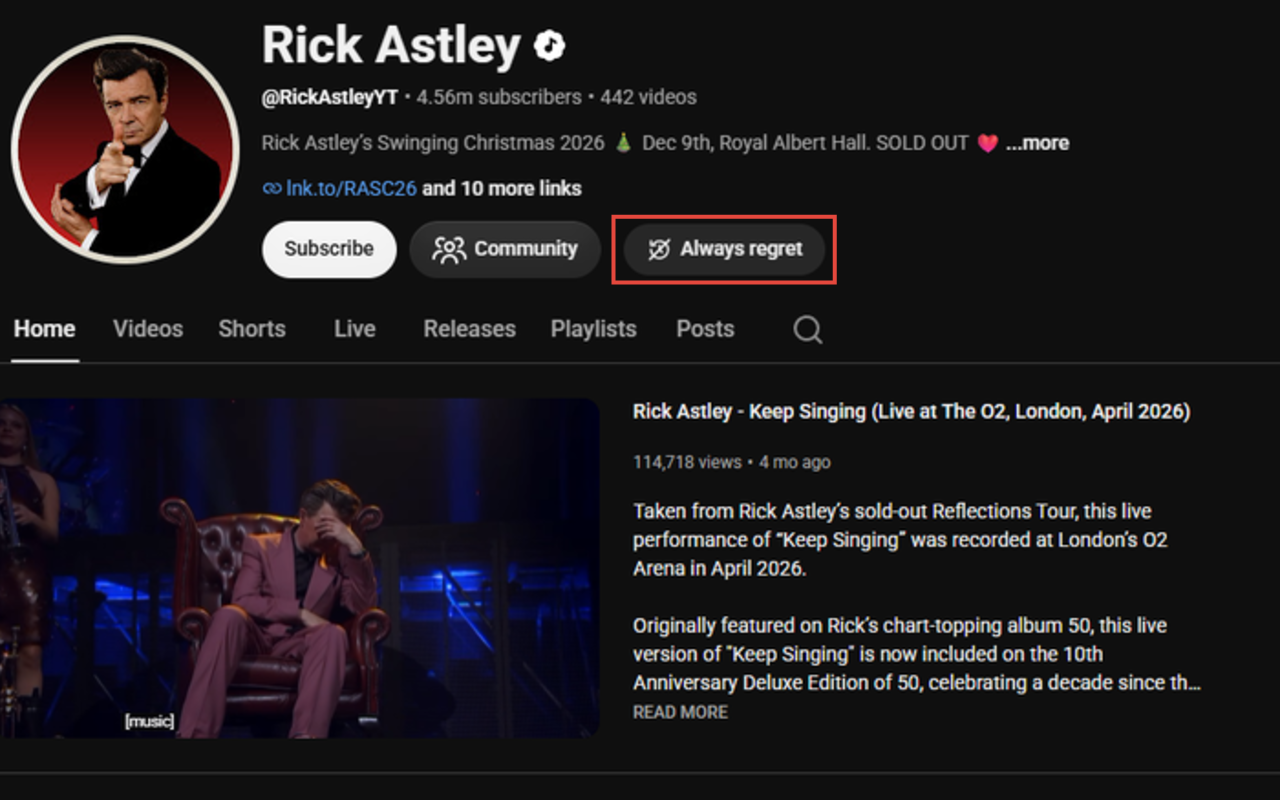 Rick Astley
@RickAstleyYT • 4.56m subscribers • 442 videos
Rick Astley's Swinging Christmas 2026 🎄 Dec 9th, Royal Albert Hall. SOLD OUT ❤️ ...more
lnk.to/RASC26 and 10 more links
Subscribe Community Always regret
Home Videos Shorts Live Releases Playlists Posts
Rick Astley - Keep Singing (Live at The O2, London, April 2026)
114,718 views • 4 mo ago
Taken from Rick Astley's sold-out Reflections Tour, this live
performance of “Keep Singing” was recorded at London's O2
Arena in April 2026.
Originally featured on Rick's chart-topping album 50, this live
version of "Keep Singing" is now included on the 10th
Anniversary Deluxe Edition of 50, celebrating a decade since th...
READ MORE
[music]